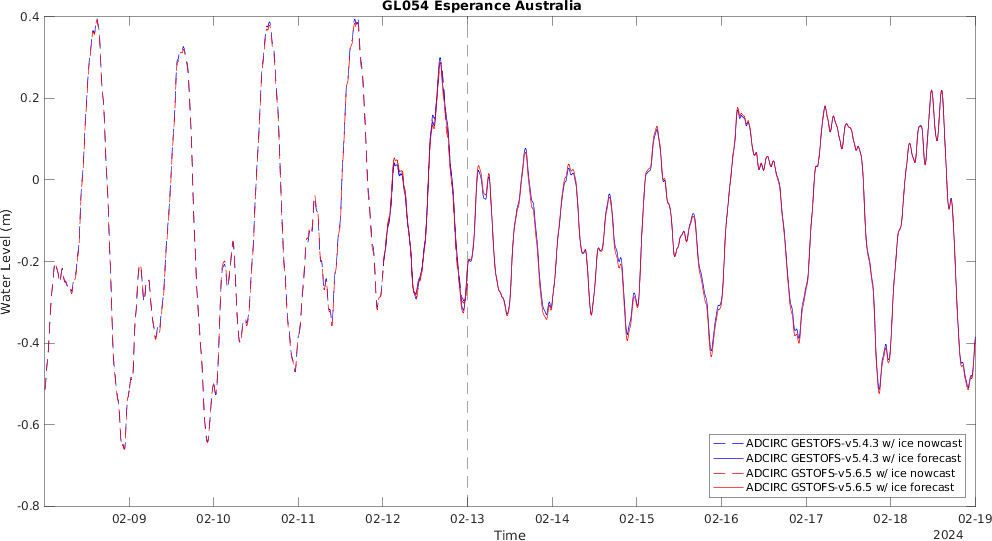 GL054 Esperance Australia
0.4
0.2
0
-0.2
-0.4
-0.6
-0.8
Water Level (m)
ADCIRC GESTOFS-v5.4.3 w/ ice nowcast
ADCIRC GESTOFS-v5.4.3 w/ ice forecast
ADCIRC GSTOFS-v5.6.5 w/ ice nowcast
ADCIRC GSTOFS-v5.6.5 w/ ice forecast
02-09 02-10 02-11 02-12 02-13 02-14 02-15 02-16 02-17 02-18 02-19
Time
2024